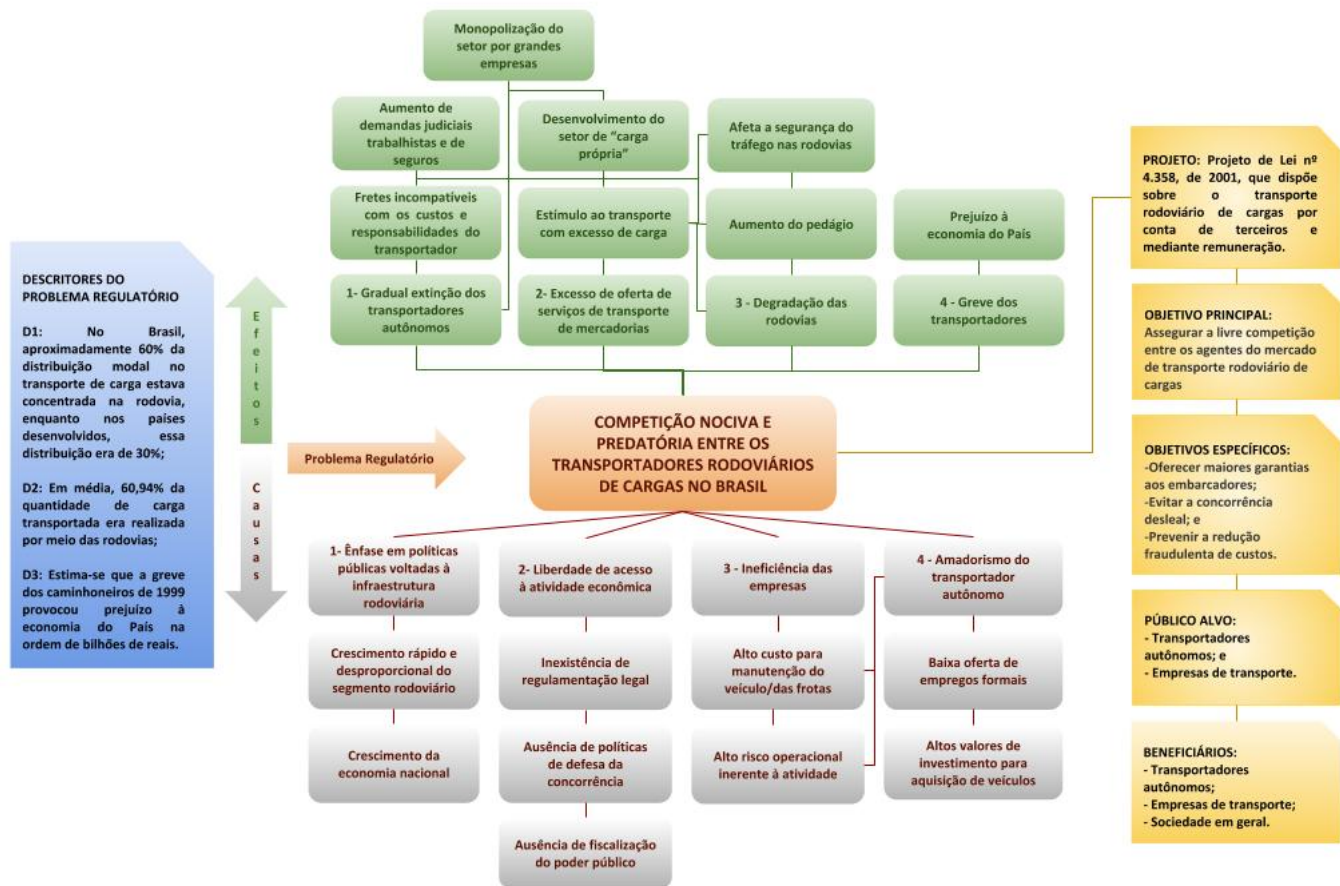 Monopolização do
setor por grandes
empresas
Aumento de
demandas judiciais
trabalhistas e de
seguros
Desenvolvimento do
setor de “carga
própria”
Afeta a segurança do
tráfego nas rodovias
Fretes incompatíveis
com os custos e
responsabilidades do
transportador
Estímulo ao transporte
com excesso de carga
Aumento do pedágio
Prejuízo à
economia do País
1- Gradual extinção dos
transportadores
autônomos
2- Excesso de oferta de
serviços de transporte
de mercadorias
3 - Degradação das
rodovias
4 - Greve dos
transportadores
DESCRITORES DO
PROBLEMA REGULATÓRIO
D1: No Brasil,
aproximadamente 60% da
distribuição modal no
transporte de carga estava
concentrada na rodovia,
enquanto nos países
desenvolvidos, essa
distribuição era de 30%;
D2: Em média, 60,94% da
quantidade de carga
transportada era realizada
por meio das rodovias;
D3: Estima-se que a greve
dos caminhoneiros de 1999
provocou prejuízo à
economia do País na
ordem de bilhões de reais.
Efeitos
Causas
Problema Regulatório
COMPETIÇÃO NOCIVA E
PREDATÓRIA ENTRE OS
TRANSPORTADORES RODOVIÁRIOS
DE CARGAS NO BRASIL
1- Ênfase em políticas
públicas voltadas à
infraestrutura
rodoviária
2- Liberdade de acesso
à atividade econômica
3 - Ineficiência das
empresas
4 - Amadorismo do
transportador
autônomo
Crescimento rápido e
desproporcional do
segmento rodoviário
Inexistência de
regulamentação legal
Alto custo para
manutenção do
veículo/das frotas
Baixa oferta de
empregos formais
Crescimento da
economia nacional
Ausência de políticas
de defesa da
concorrência
Alto risco operacional
inerente à atividade
Altos valores de
investimento para
aquisição de veículos
Ausência de fiscalização
do poder público
PROJETO: Projeto de Lei nº
4.358, de 2001, que dispõe
sobre o transporte
rodoviário de cargas por
conta de terceiros e
mediante remuneração.
OBJETIVO PRINCIPAL:
Assegurar a livre competição
entre os agentes do mercado
de transporte rodoviário de
cargas
OBJETIVOS ESPECÍFICOS:
-Oferecer maiores garantias
aos embarcadores;
-Evitar a concorrência
desleal; e
-Prevenir a redução
fraudulenta de custos.
PÚBLICO ALVO:
- Transportadores
autônomos; e
- Empresas de transporte.
BENEFICIÁRIOS:
- Transportadores
autônomos;
- Empresas de transporte;
- Sociedade em geral.